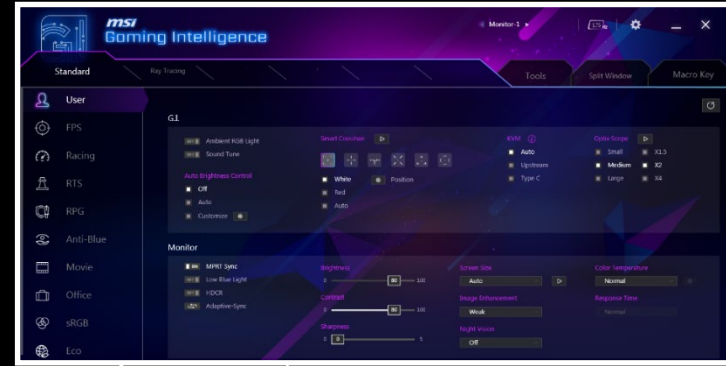 msi
Gaming Intelligence
Monitor-1
Standard
Ray Tracing
Tools
Split Window
Macro Key
User
FPS
Racing
RTS
RPG
Anti-Blue
Movie
Office
sRGB
Eco
G.I.
Ambient RGB Light
Sound Tune
Auto Brightness Control
Off
Auto
Customize
Smart Crosshair
White
Position
Red
Auto
KVM
Auto
Upstream
Type C
Optix Scope
Small
X1.5
Medium
X2
Large
X4
Monitor
MPRT Sync
Low Blue Light
HDCR
Adaptive-Sync
Brightness
0
80
100
Contrast
0
80
100
Sharpness
0
0
5
Screen Size
Auto
Image Enhancement
Weak
Night Vision
Off
Color Temperature
Normal
Response Time
Normal